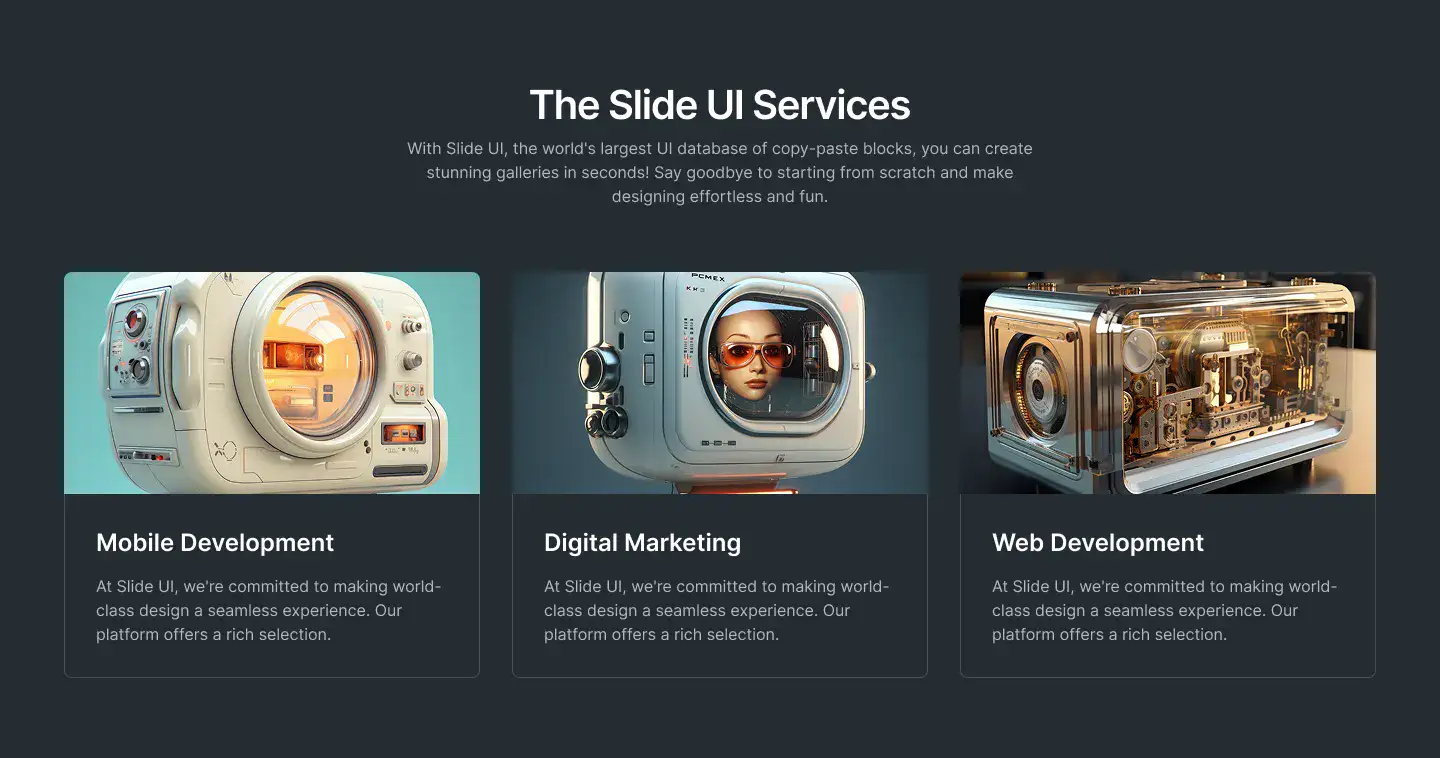 The Slide UI Services
With Slide UI, the world's largest UI database of copy-paste blocks, you can create
stunning galleries in seconds! Say goodbye to starting from scratch and make
designing effortless and fun.
PCMEX
Mobile Development
At Slide UI, we're committed to making world-
class design a seamless experience. Our
platform offers a rich selection.
Digital Marketing
At Slide UI, we're committed to making world-
class design a seamless experience. Our
platform offers a rich selection.
Web Development
At Slide UI, we're committed to making world-
class design a seamless experience. Our
platform offers a rich selection.